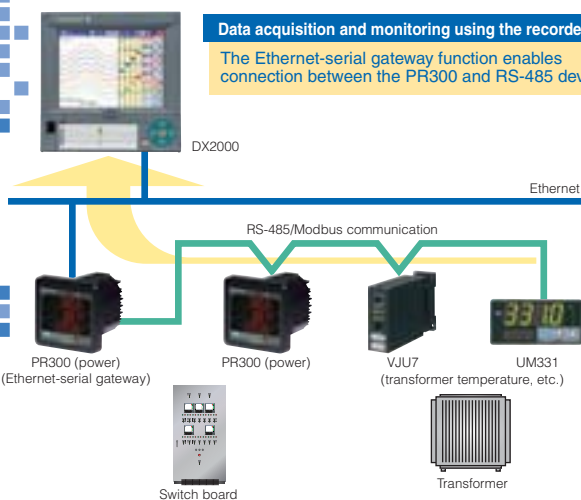 Data acquisition and monitoring using the recorde
The Ethernet-serial gateway function enables
connection between the PR300 and RS-485 dev
DX2000
Ethernet
RS-485/Modbus communication
3310
PR300 (power)
(Ethernet-serial gateway)
PR300 (power)
VJU7
UM331
(transformer temperature, etc.)
Switch board
Transformer